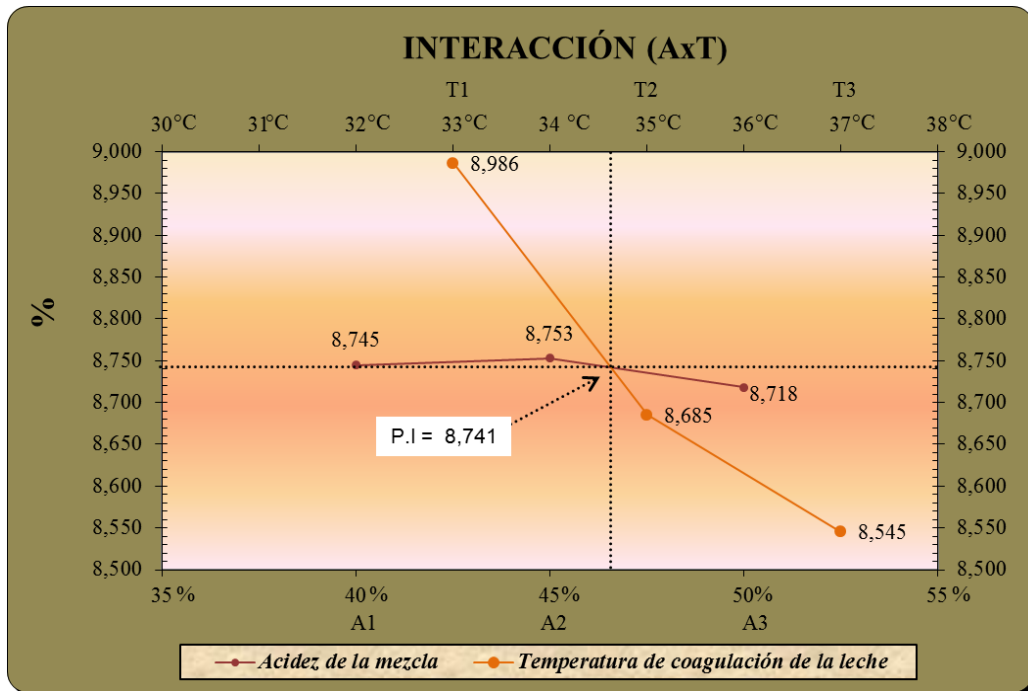 INTERACCIÓN (AxT)
T1 T2 T3
30°C 31°C 32°C 33°C 34 °C 35°C 36°C 37°C 38°C
9,000 9,000
8,986
8,950 8,950
8,900 8,900
8,850 8,850
8,800 8,800
%
8,745 8,753
8,750 8,750
8,718
8,700 8,700
8,685
P.I = 8,741
8,650 8,650
8,600 8,600
8,550 8,550
8,545
8,500 8,500
35% 40% 45% 50% 55%
A1 A2 A3
Acidez de la mezcla Temperatura de coagulación de la leche